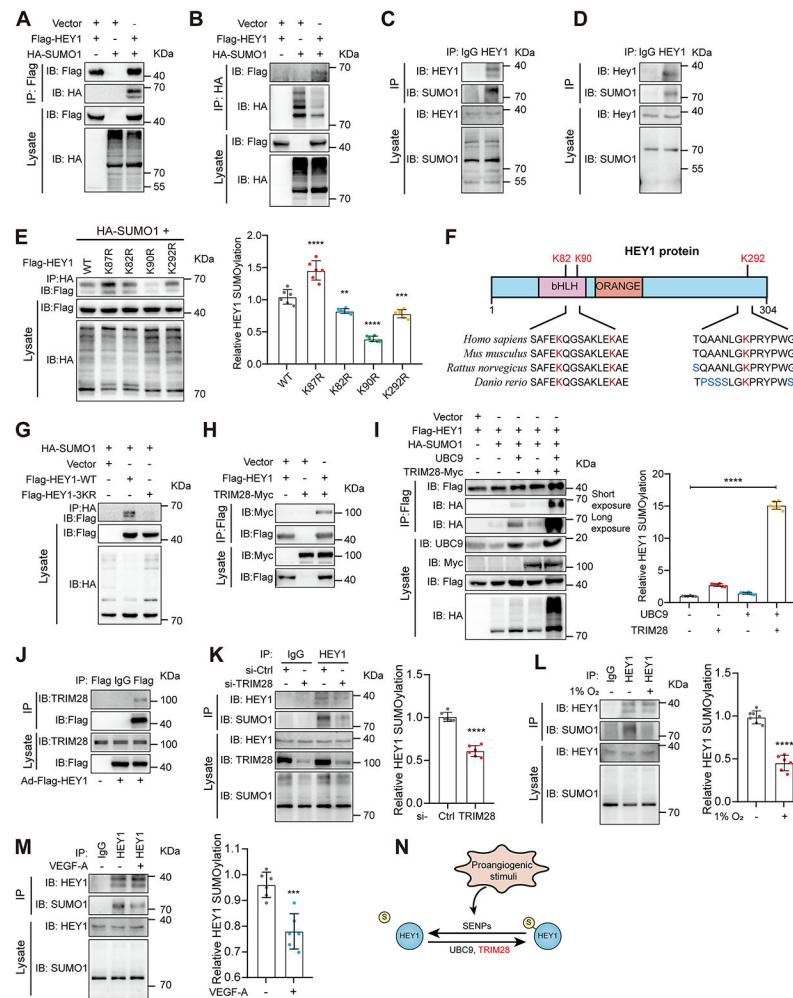 A
Vector + + -
Flag-HEY1 + - +
HA-SUMO1 - + + KDa
IP: Flag
IB: Flag
40
IB: HA
70
Lysate
IB: Flag
40
IB: HA
70
55
B
Vector + + -
Flag-HEY1 + - +
HA-SUMO1 - + + KDa
IP: HA
IB: Flag
70
IB: HA
70
Lysate
IB: Flag
40
IB: HA
70
C
IP: IgG HEY1 KDa
IP
IB: HEY1
70
IB: SUMO1
70
Lysate
IB: HEY1
40
IB: SUMO1
70
55
D
IP: IgG HEY1 KDa
IP
IB: Hey1
70
IB: SUMO1
70
Lysate
IB: Hey1
40
IB: SUMO1
70
55
E
HA-SUMO1 +
Flag-HEY1 WT K87R K82R K90R K292R KDa
IP:HA
IB:Flag
70
Lysate
IB:Flag
40
IB:HA
70
Relative HEY1 SUMOylation
2.0
1.5
1.0
0.5
0.0
**** ** **** ***
WT K87R K82R K90R K292R
F
HEY1 protein
K82 K90 K292
bHLH ORANGE
1 304
Homo sapiens SAFEKQGSAKLEKAE TQAANLGKPRYPWG
Mus musculus SAFEKQGSAKLEKAE TQAANLGKPRYPWG
Rattus norvegicus SAFEKQGSAKLEKAE SQAANLGKPRYPWG
Danio rerio SAFEKQGSAKLEKAE TPSSSLGKPRYPWS
G
HA-SUMO1 + + +
Vector + - -
Flag-HEY1-WT - + -
Flag-HEY1-3KR - - + KDa
IP:HA
IB:Flag
70
Lysate
IB:Flag
40
IB:HA
70
H
Vector + + -
Flag-HEY1 + - +
TRIM28-Myc - + + KDa
IP:Flag
IB:Myc
100
IB:Flag
40
Lysate
IB:Myc
100
IB:Flag
40
I
Vector + - - - -
Flag-HEY1 + + + + +
HA-SUMO1 - + + + +
UBC9 - - + - +
TRIM28-Myc - - - + + KDa
IP:Flag
IB: Flag
40
IB: HA
70
Short
exposure
IB: HA
70
Long
exposure
Lysate
IB: UBC9
20
IB: Myc
100
IB: Flag
40
IB: HA
70
Relative HEY1 SUMOylation
20
15
10
5
0
****
UBC9 - - + +
TRIM28 - + - +
J
IP: Flag IgG Flag KDa
IP
IB:TRIM28
100
IB:Flag
40
Lysate
IB:TRIM28
100
IB:Flag
40
Ad-Flag-HEY1 - + +
K
IP: IgG HEY1
si-Ctrl + - + -
si-TRIM28 - + - + KDa
IP
IB: HEY1
40
IB: SUMO1
70
Lysate
IB: HEY1
40
IB: TRIM28
100
IB: SUMO1
70
Relative HEY1 SUMOylation
1.5
1.0
0.5
0.0
****
si- Ctrl TRIM28
L
IP: IgG HEY1 HEY1
1% O₂ - - + KDa
IP
IB: HEY1
40
IB: SUMO1
70
Lysate
IB: HEY1
40
IB: SUMO1
70
Relative HEY1 SUMOylation
1.5
1.0
0.5
0.0
****
1% O₂ - +
M
IP: IgG HEY1 HEY1
VEGF-A - - + KDa
IP
IB: HEY1
40
IB: SUMO1
70
Lysate
IB: HEY1
40
IB: SUMO1
70
Relative HEY1 SUMOylation
1.1
1.0
0.9
0.8
0.7
0.6
***
VEGF-A - +
N
Proangiogenic
stimuli
S
HEY1
SENPs
UBC9, TRIM28
S
HEY1